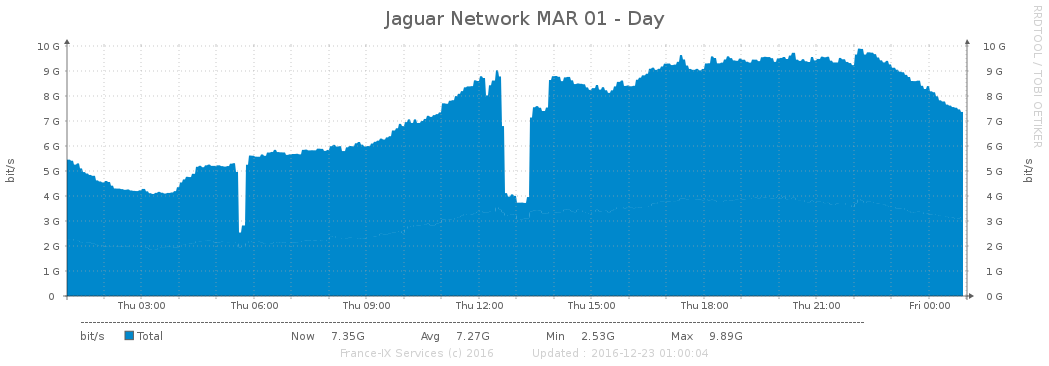 Jaguar Network MAR 01 - Day
RRDTOOL / TOBI OETIKER
10 G 10 G
9 G 9 G
8 G 8 G
7 G 7 G
6 G 6 G
5 G 5 G
4 G 4 G
3 G 3 G
2 G 2 G
1 G 1 G
0 0 G
bit/s bit/s
Thu 03:00 Thu 06:00 Thu 09:00 Thu 12:00 Thu 15:00 Thu 18:00 Thu 21:00 Fri 00:00
bit/s Total Now 7.35G Avg 7.27G Min 2.53G Max 9.89G
France-IX Services (c) 2016 Updated : 2016-12-23 01:00:04